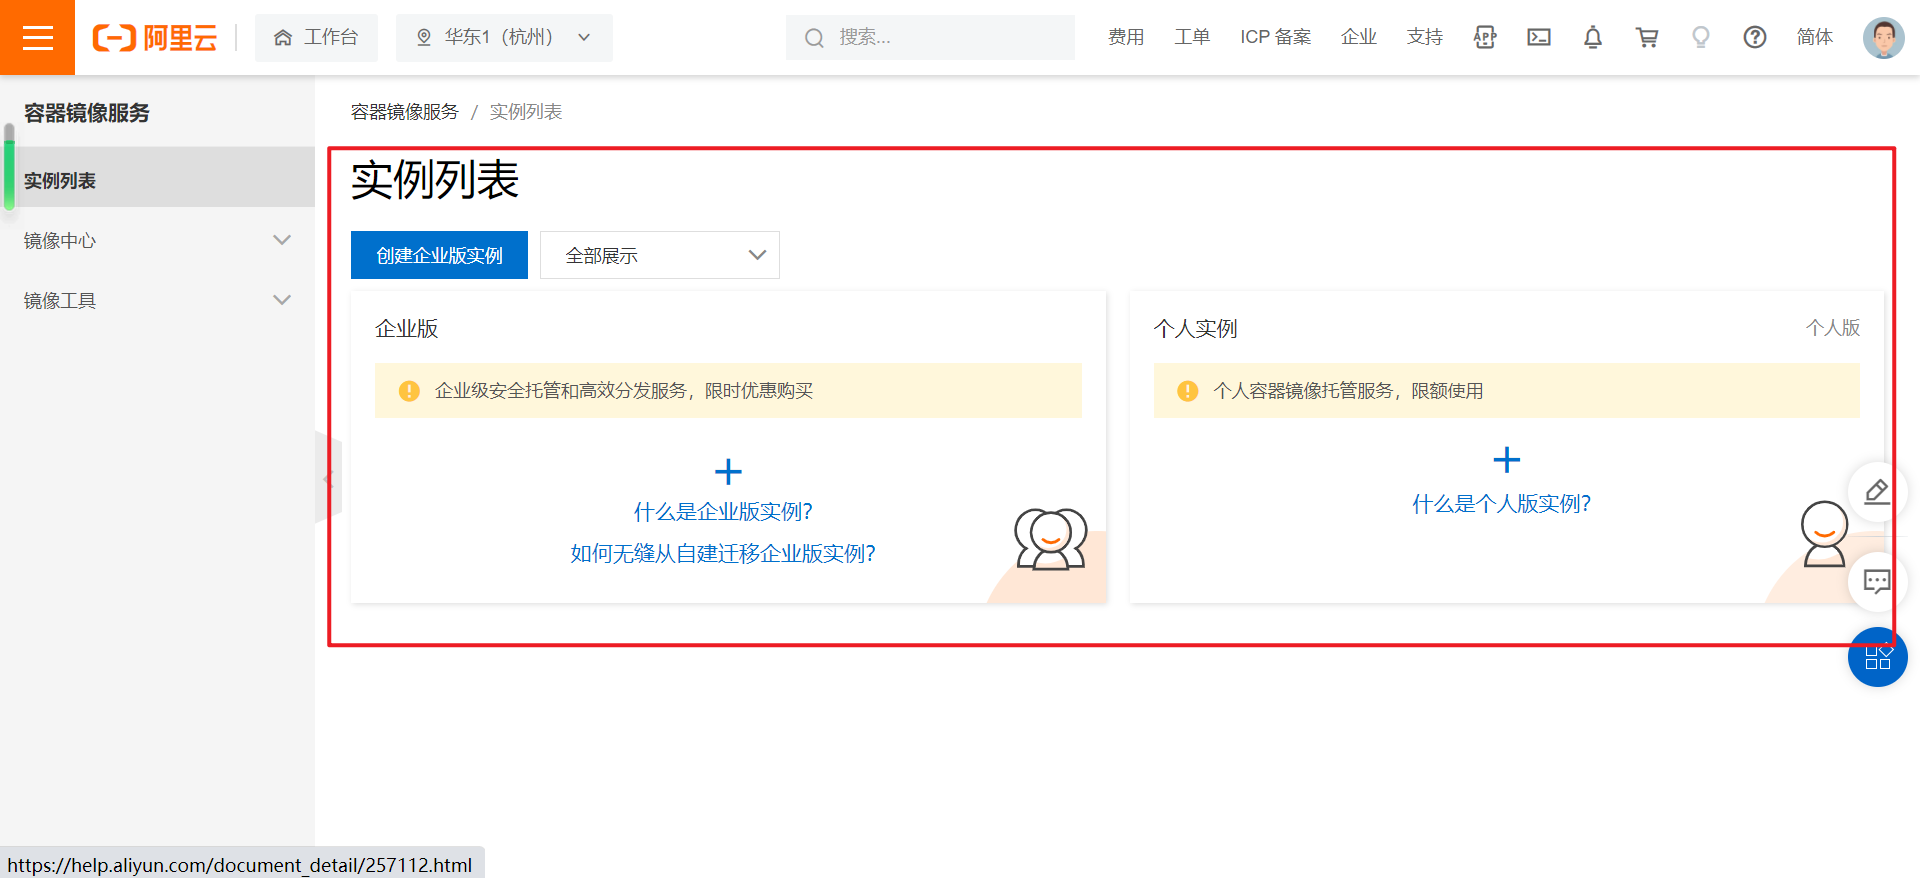 阿里云
工作台
华东1（杭州）
搜索...
费用
工单
ICP 备案
企业
支持
APP
简体
容器镜像服务
实例列表
镜像中心
镜像工具
容器镜像服务 / 实例列表
实例列表
创建企业版实例
全部展示
企业版
企业级安全托管和高效分发服务，限时优惠购买
什么是企业版实例?
如何无缝从自建迁移企业版实例?
个人实例
个人版
个人容器镜像托管服务，限额使用
什么是个人版实例?
https://help.aliyun.com/document_detail/257112.html